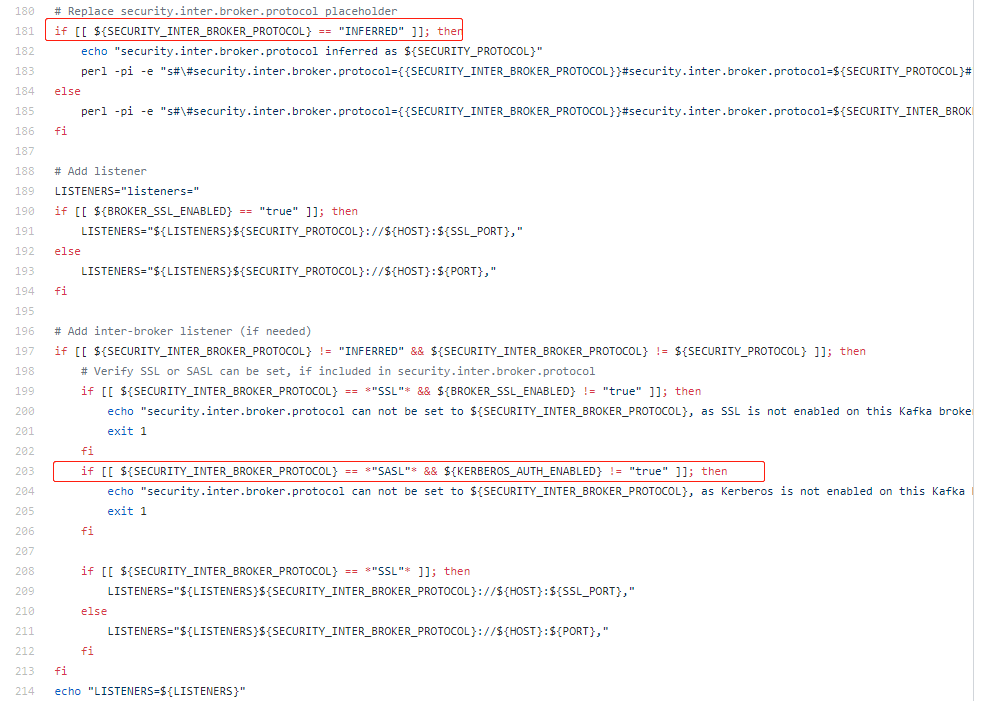 180 # Replace security.inter.broker.protocol placeholder
181 if [[ ${SECURITY_INTER_BROKER_PROTOCOL} == "INFERRED" ]]; then
182 echo "security.inter.broker.protocol inferred as ${SECURITY_PROTOCOL}"
183 perl -pi -e "s#\#security.inter.broker.protocol={{SECURITY_INTER_BROKER_PROTOCOL}}#security.inter.broker.protocol=${SECURITY_PROTOCOL}#
184 else
185 perl -pi -e "s#\#security.inter.broker.protocol={{SECURITY_INTER_BROKER_PROTOCOL}}#security.inter.broker.protocol=${SECURITY_INTER_BROK
186 fi
187
188 # Add listener
189 LISTENERS="listeners="
190 if [[ ${BROKER_SSL_ENABLED} == "true" ]]; then
191 LISTENERS="${LISTENERS}${SECURITY_PROTOCOL}://${HOST}:${SSL_PORT},"
192 else
193 LISTENERS="${LISTENERS}${SECURITY_PROTOCOL}://${HOST}:${PORT},"
194 fi
195
196 # Add inter-broker listener (if needed)
197 if [[ ${SECURITY_INTER_BROKER_PROTOCOL} != "INFERRED" && ${SECURITY_INTER_BROKER_PROTOCOL} != ${SECURITY_PROTOCOL} ]]; then
198 # Verify SSL or SASL can be set, if included in security.inter.broker.protocol
199 if [[ ${SECURITY_INTER_BROKER_PROTOCOL} == *"SSL"* && ${BROKER_SSL_ENABLED} != "true" ]]; then
200 echo "security.inter.broker.protocol can not be set to ${SECURITY_INTER_BROKER_PROTOCOL}, as SSL is not enabled on this Kafka broke
201 exit 1
202 fi
203 if [[ ${SECURITY_INTER_BROKER_PROTOCOL} == *"SASL"* && ${KERBEROS_AUTH_ENABLED} != "true" ]]; then
204 echo "security.inter.broker.protocol can not be set to ${SECURITY_INTER_BROKER_PROTOCOL}, as Kerberos is not enabled on this Kafka
205 exit 1
206 fi
207
208 if [[ ${SECURITY_INTER_BROKER_PROTOCOL} == *"SSL"* ]]; then
209 LISTENERS="${LISTENERS}${SECURITY_INTER_BROKER_PROTOCOL}://${HOST}:${SSL_PORT},"
210 else
211 LISTENERS="${LISTENERS}${SECURITY_INTER_BROKER_PROTOCOL}://${HOST}:${PORT},"
212 fi
213 fi
214 echo "LISTENERS=${LISTENERS}"